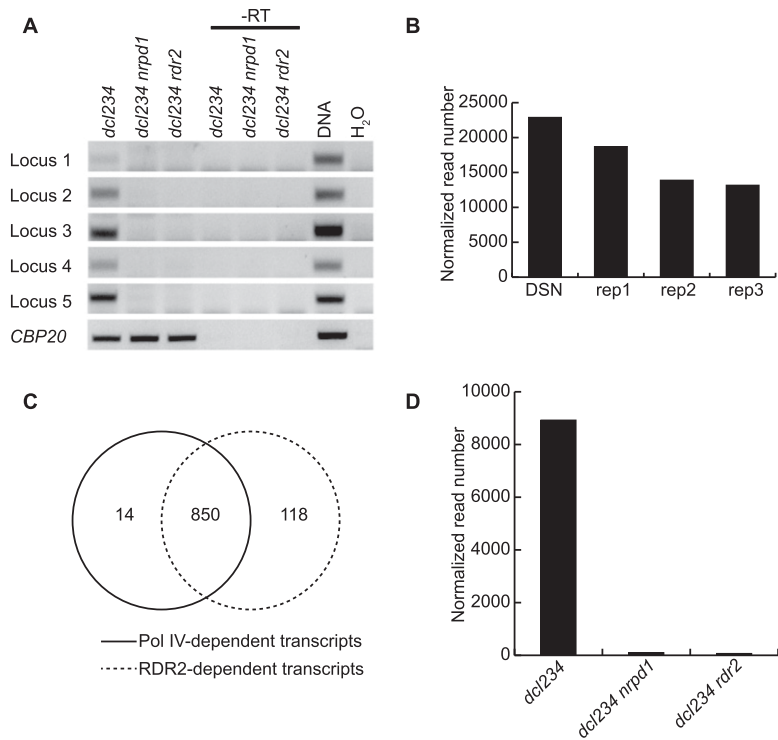 A
-RT
dcl234
dcl234 nrpd1
dcl234 rdr2
dcl234
dcl234 nrpd1
dcl234 rdr2
DNA
H2O
Locus 1
Locus 2
Locus 3
Locus 4
Locus 5
CBP20
B
Normalized read number
25000
20000
15000
10000
5000
0
DSN
rep1
rep2
rep3
C
14
850
118
Pol IV-dependent transcripts
RDR2-dependent transcripts
D
Normalized read number
10000
8000
6000
4000
2000
0
dcl234
dcl234 nrpd1
dcl234 rdr2